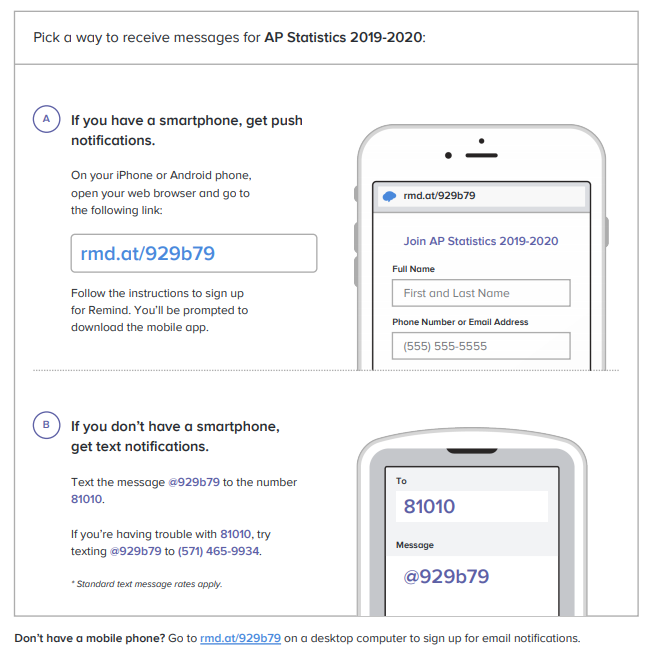 Pick a way to receive messages for AP Statistics 2019-2020:
A
If you have a smartphone, get push
notifications.
On your iPhone or Android phone,
open your web browser and go to
the following link:
rmd.at/929b79
Follow the instructions to sign up
for Remind. You’ll be prompted to
download the mobile app.
rmd.at/929b79
Join AP Statistics 2019-2020
Full Name
First and Last Name
Phone Number or Email Address
(555) 555-5555
B
If you don’t have a smartphone,
get text notifications.
Text the message @929b79 to the number
81010.
If you’re having trouble with 81010, try
texting @929b79 to (571) 465-9934.
* Standard text message rates apply.
To
81010
Message
@929b79
Don’t have a mobile phone? Go to rmd.at/929b79 on a desktop computer to sign up for email notifications.